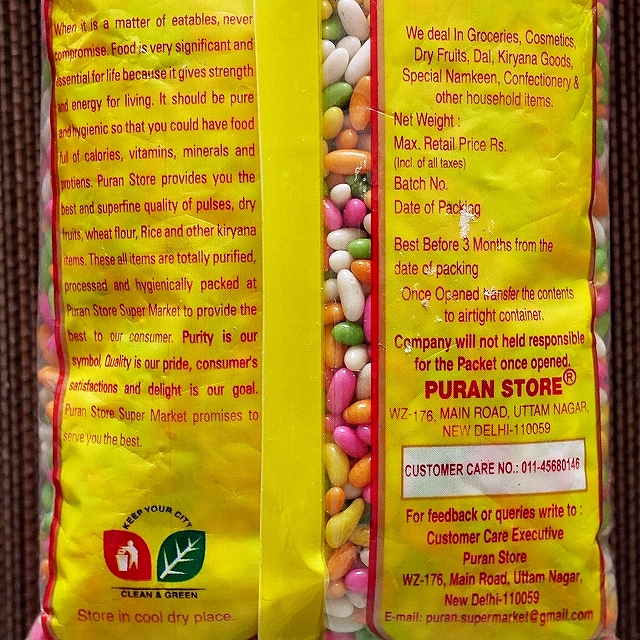 When it is a matter of eatables, never
compromise. Food is very significant and
essential for life because it gives strength
and energy for living. It should be pure
and hygienic so that you could have food
full of calories, vitamins, minerals and
protiens. Puran Store provides you the
best and superfine quality of pulses, dry
fruits, wheat flour, Rice and other kiryana
items. These all items are totally purified,
processed and hygienically packed at
Puran Store Super Market to provide the
best to our consumer. Purity is our
symbol, Quality is our pride, consumer's
satisfactions and delight is our goal.
Puran Store Super Market promises to
serve you the best.
KEEP YOUR CITY
CLEAN & GREEN
Store in cool dry place.
We deal In Groceries, Cosmetics,
Dry Fruits, Dal, Kiryana Goods,
Special Namkeen, Confectionery &
other household items.
Net Weight :
Max. Retail Price Rs.
(Incl. of all taxes)
Batch No.
Date of Packing
Best Before 3 Months from the
date of packing
Once Opened transfer the contents
to airtight container.
Company will not held responsible
for the Packet once opened.
PURAN STORE®
WZ-176, MAIN ROAD, UTTAM NAGAR,
NEW DELHI-110059
CUSTOMER CARE NO.: 011-45680146
For feedback or queries write to :
Customer Care Executive
Puran Store
WZ-176, Main Road, Uttam Nagar,
New Delhi-110059
E-mail: puran.supermarket@gmail.com